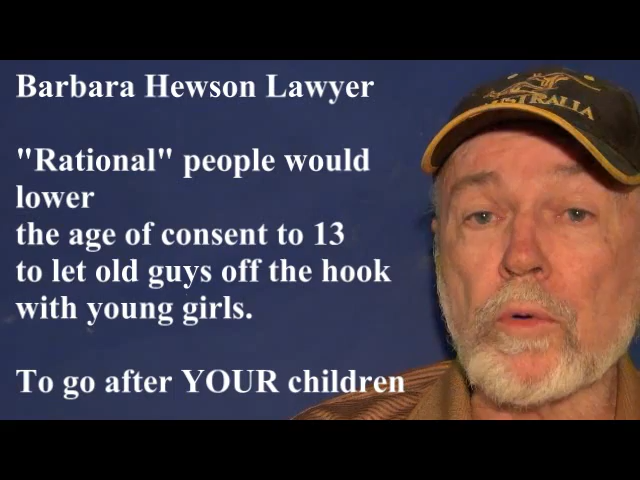 Barbara Hewson Lawyer
"Rational" people would
lower
the age of consent to 13
to let old guys off the hook
with young girls.
To go after YOUR children
AUSTRALIA